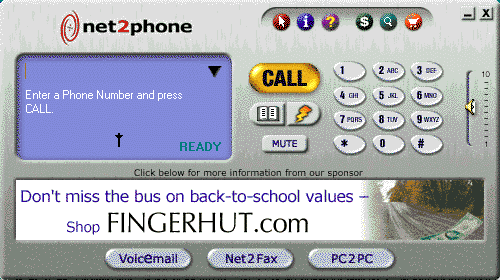 net2phone
i ? $
Enter a Phone Number and press
CALL.
READY
CALL
MUTE
1 2 ABC 3 DEF
4 GHI 5 JKL 6 MNO
7 PQRS 8 TUV 9 WXYZ
* 0 #
10
1
Click below for more information from our sponsor
Don't miss the bus on back-to-school values –
Shop FINGERHUT.com
Voicemail Net2Fax PC2PC